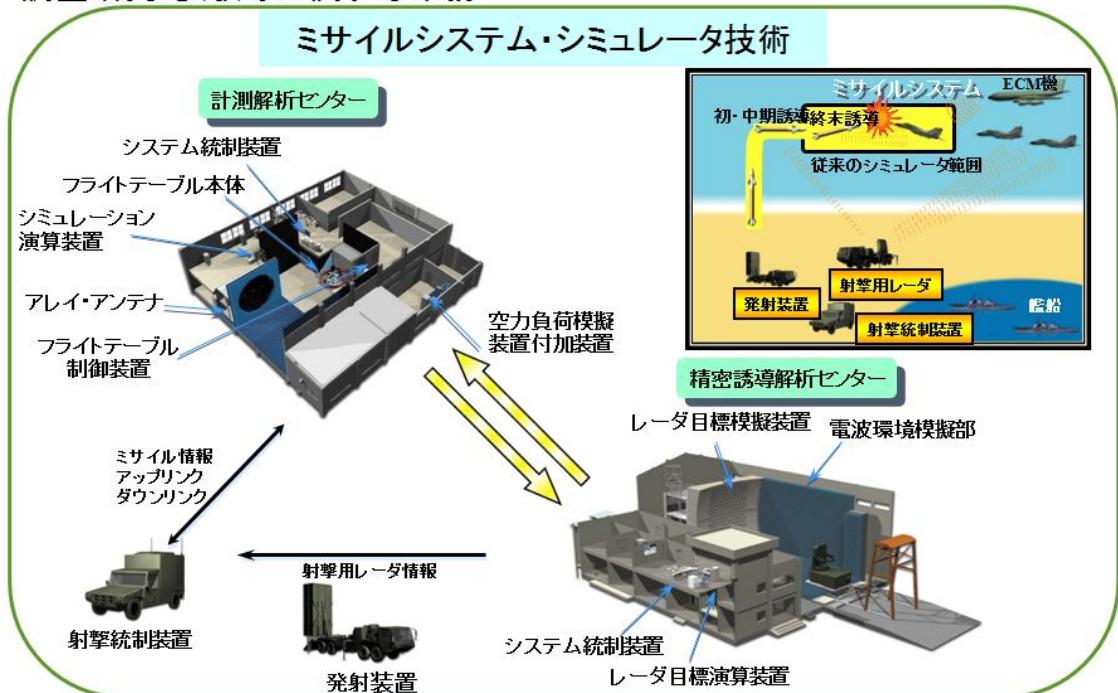 ミサイルシステム・シミュレータ技術
計測解析センター
システム統制装置
フライトテーブル本体
シミュレーション
演算装置
アレイ・アンテナ
フライトテーブル
制御装置
空力負荷模擬
装置付加装置
ミサイルシステム
ECM機
初・中期誘導
終末誘導
従来のシミュレータ範囲
射撃用レーダ
発射装置
射撃統制装置
艦船
精密誘導解析センター
レーダ目標模擬装置
電波環境模擬部
ミサイル情報
アップリンク
ダウンリンク
射撃用レーダ情報
射撃統制装置
発射装置
システム統制装置
レーダ目標演算装置